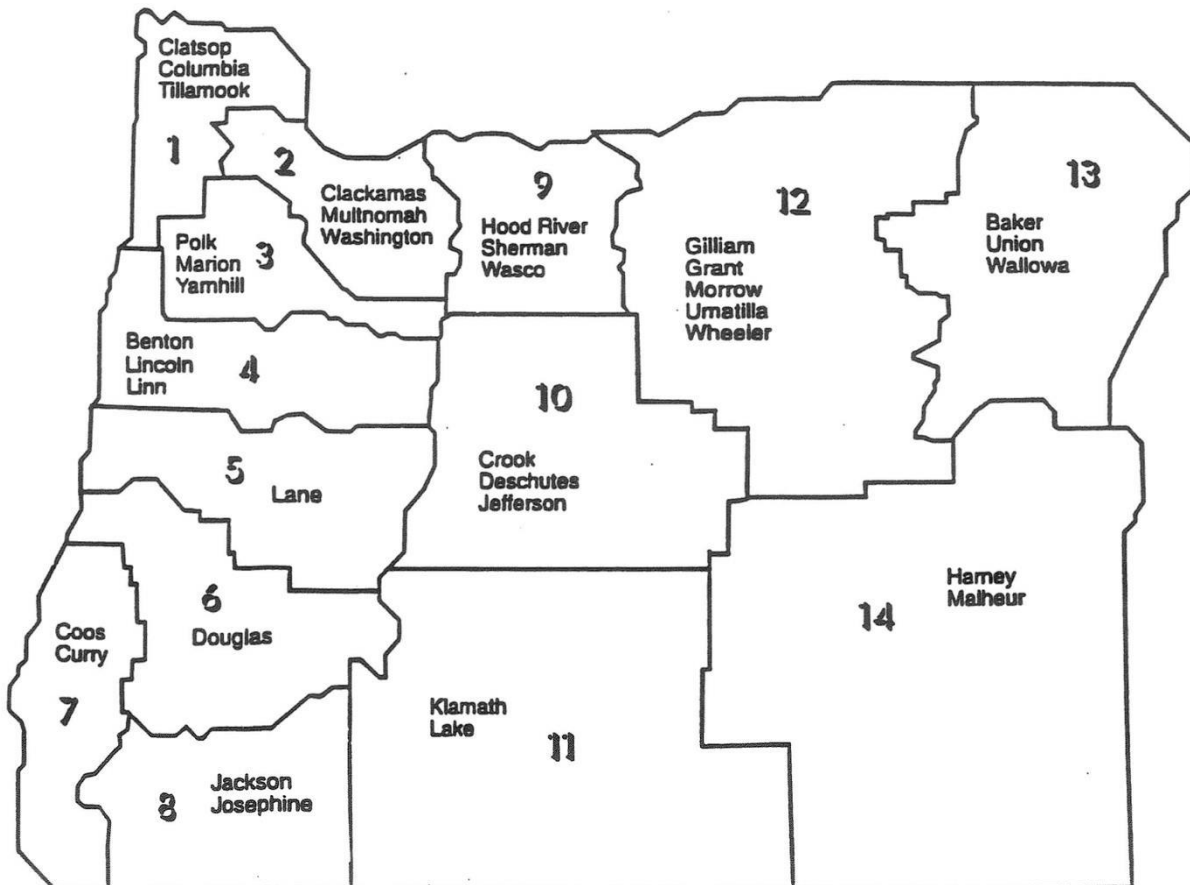 Clatsop
Columbia
Tillamook
1
2
Clackamas
Multnomah
Washington
Polk
Marion
Yamhill
3
Benton
Lincoln
Linn
4
5
Lane
6
Douglas
Coos
Curry
7
8
Jackson
Josephine
9
Hood River
Sherman
Wasco
10
Crook
Deschutes
Jefferson
Klamath
Lake
11
12
Gilliam
Grant
Morrow
Umatilla
Wheeler
13
Baker
Union
Wallowa
Harney
Malheur
14